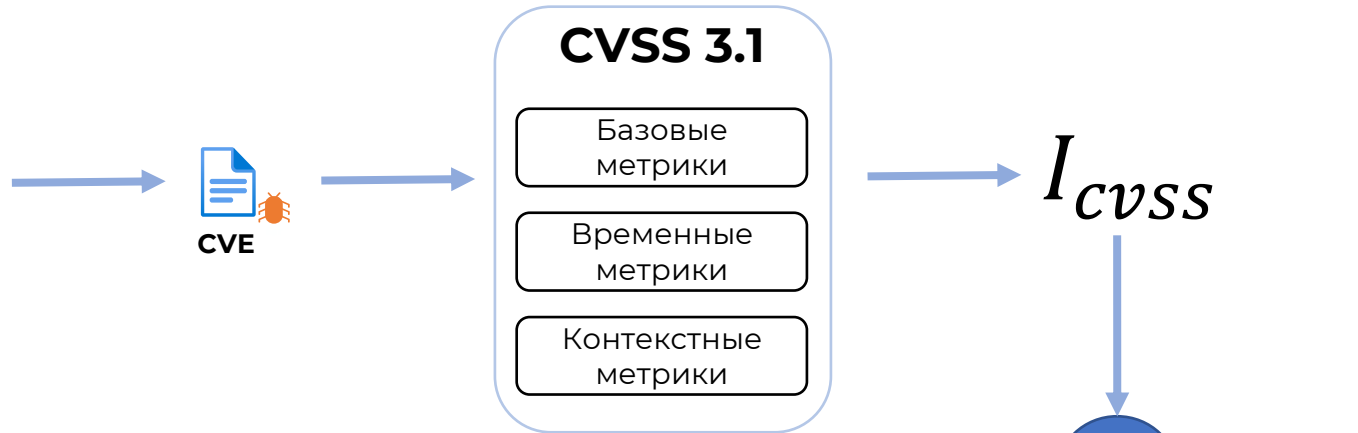 CVSS 3.1
Базовые
метрики
CVE
Временные
метрики
Контекстные
метрики
I_cvss